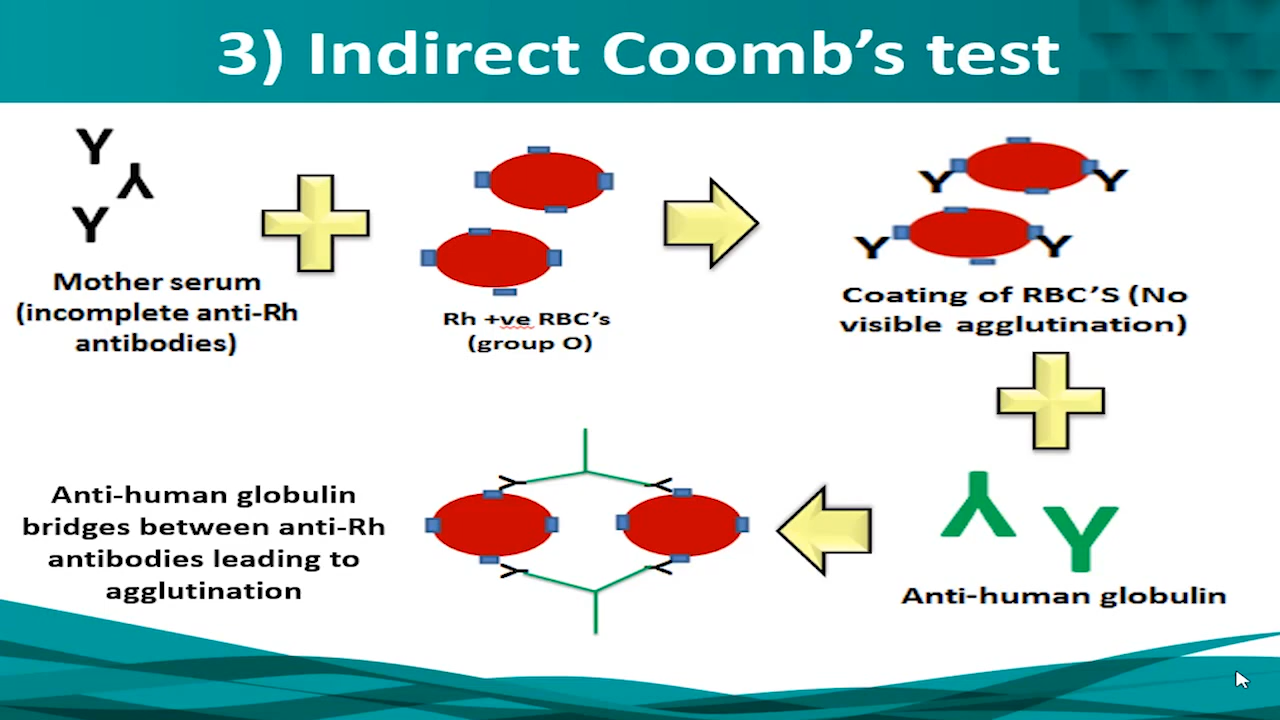 3) Indirect Coomb’s test
Mother serum
(incomplete anti-Rh
antibodies)
Rh +ve RBC’s
(group O)
Coating of RBC’S (No
visible agglutination)
Anti-human globulin
Anti-human globulin
bridges between anti-Rh
antibodies leading to
agglutination